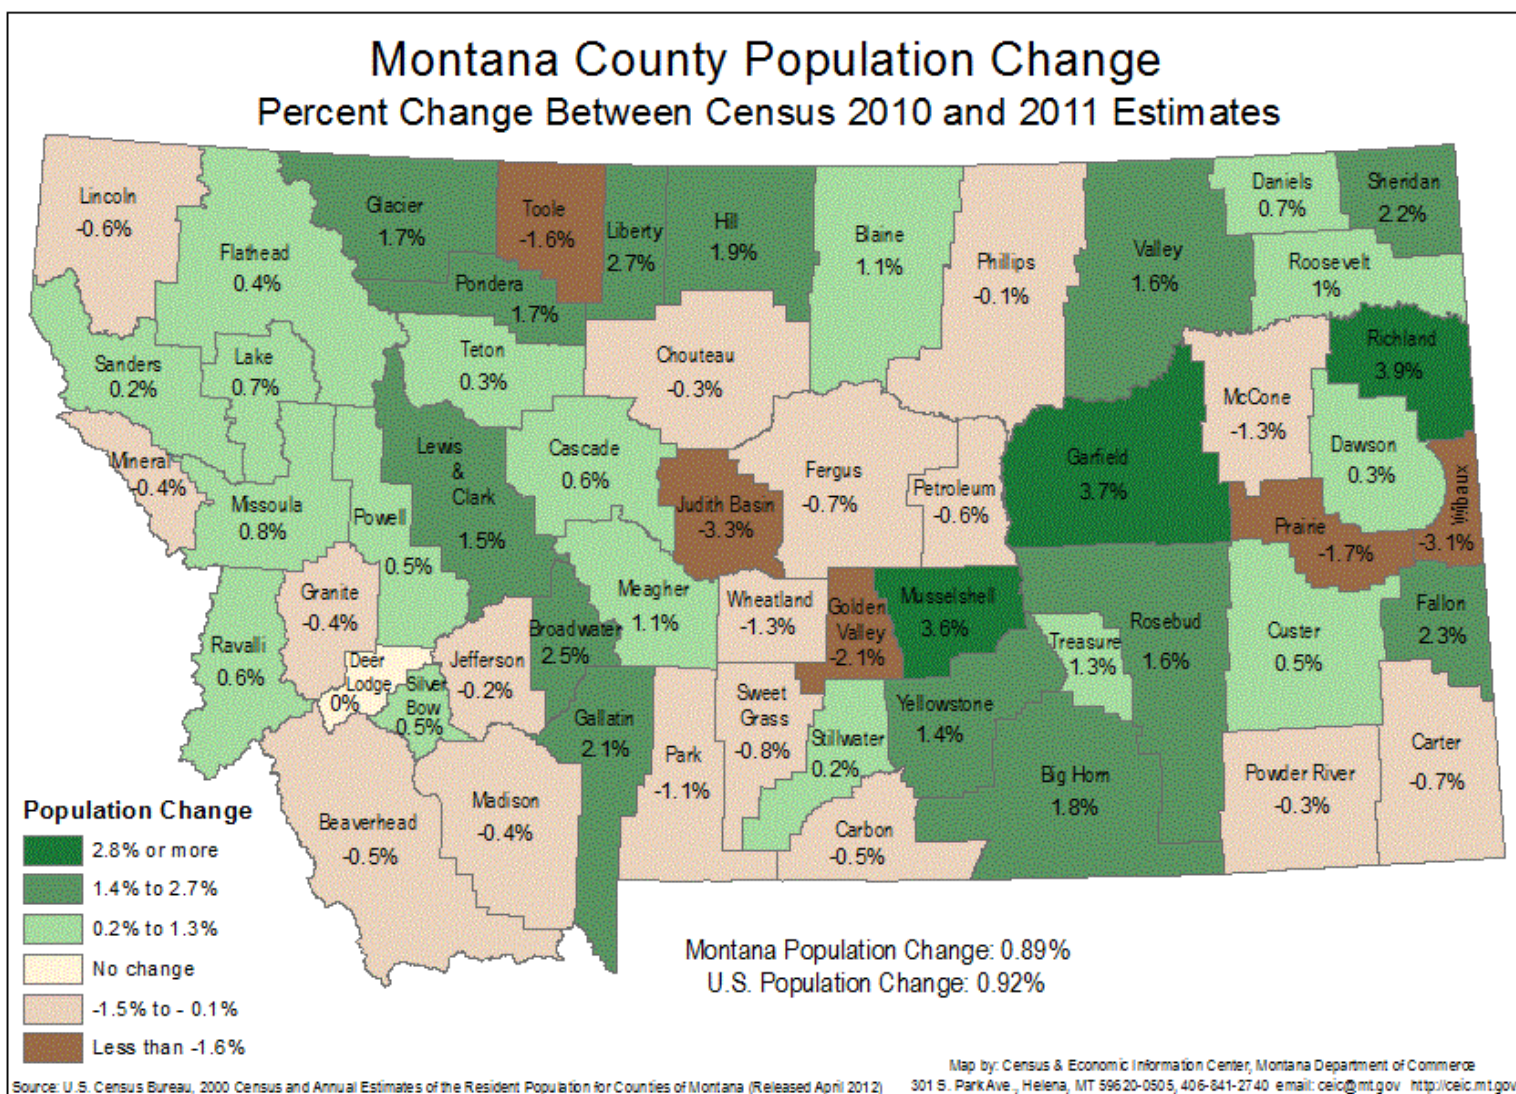 Montana County Population Change
Percent Change Between Census 2010 and 2011 Estimates
Lincoln
-0.6%
Flathead
0.4%
Glacier
1.7%
Toole
-1.6%
Liberty
2.7%
Hill
1.9%
Blaine
1.1%
Phillips
-0.1%
Valley
1.6%
Daniels
0.7%
Sheridan
2.2%
Roosevelt
1%
Pondera
1.7%
Sanders
0.2%
Lake
0.7%
Teton
0.3%
Chouteau
-0.3%
Richland
3.9%
McCone
-1.3%
Dawson
0.3%
Garfield
3.7%
Mineral
-0.4%
Missoula
0.8%
Powell
0.5%
Lewis
&
Clark
1.5%
Cascade
0.6%
Judith Basin
-3.3%
Fergus
-0.7%
Petroleum
-0.6%
Prairie
-1.7%
Wibaux
-3.1%
Granite
-0.4%
Ravalli
0.6%
Deer
Lodge
0%
Silver
Bow
0.5%
Jefferson
-0.2%
Broadwater
2.5%
Meagher
1.1%
Wheatland
-1.3%
Golden
Valley
-2.1%
Musselshell
3.6%
Treasure
1.3%
Rosebud
1.6%
Custer
0.5%
Fallon
2.3%
Gallatin
2.1%
Park
-1.1%
Sweet
Grass
-0.8%
Stillwater
0.2%
Yellowstone
1.4%
Big Horn
1.8%
Powder River
-0.3%
Carter
-0.7%
Beaverhead
-0.5%
Madison
-0.4%
Carbon
-0.5%
Population Change
2.8% or more
1.4% to 2.7%
0.2% to 1.3%
No change
-1.5% to - 0.1%
Less than -1.6%
Montana Population Change: 0.89%
U.S. Population Change: 0.92%
Map by: Census & Economic Information Center, Montana Department of Commerce
Source: U.S. Census Bureau, 2000 Census and Annual Estimates of the Resident Population for Counties of Montana (Released April 2012)
301 S. Park Ave., Helena, MT 59620-0505, 406-841-2740 email: ceic@mt.gov http://ceic.mt.gov